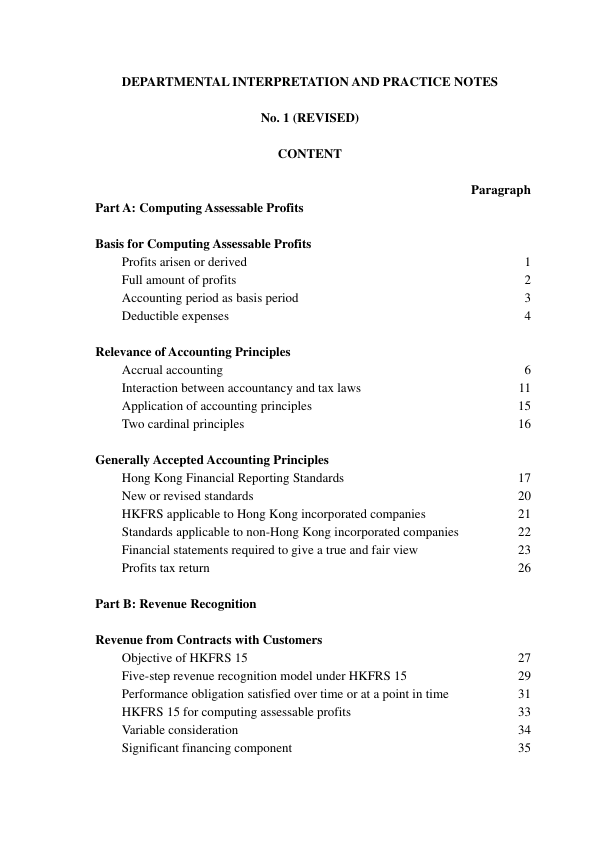 DEPARTMENTAL INTERPRETATION AND PRACTICE NOTES
No. 1 (REVISED)
CONTENT
Paragraph
Part A: Computing Assessable Profits
Basis for Computing Assessable Profits
Profits arisen or derived 1
Full amount of profits 2
Accounting period as basis period 3
Deductible expenses 4
Relevance of Accounting Principles
Accrual accounting 6
Interaction between accountancy and tax laws 11
Application of accounting principles 15
Two cardinal principles 16
Generally Accepted Accounting Principles
Hong Kong Financial Reporting Standards 17
New or revised standards 20
HKFRS applicable to Hong Kong incorporated companies 21
Standards applicable to non-Hong Kong incorporated companies 22
Financial statements required to give a true and fair view 23
Profits tax return 26
Part B: Revenue Recognition
Revenue from Contracts with Customers
Objective of HKFRS 15 27
Five-step revenue recognition model under HKFRS 15 29
Performance obligation satisfied over time or at a point in time 31
HKFRS 15 for computing assessable profits 33
Variable consideration 34
Significant financing component 35